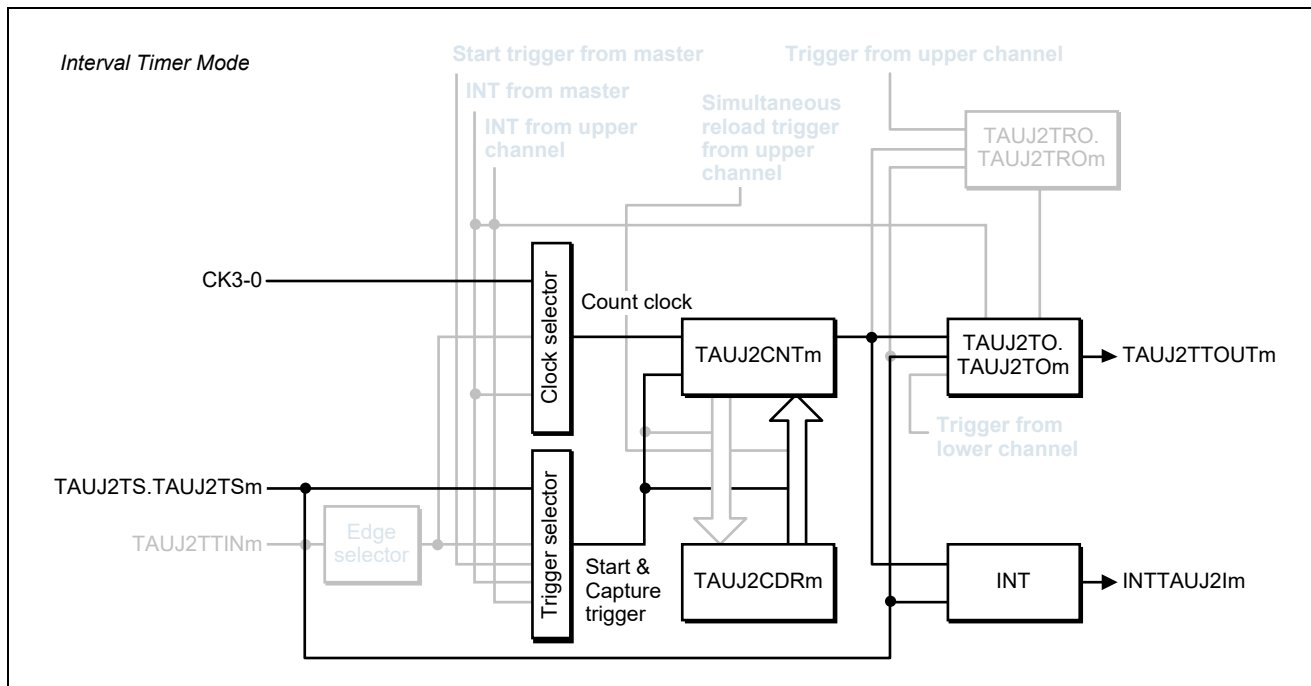 Interval Timer Mode
Start trigger from master
INT from master
INT from upper
channel
Simultaneous
reload trigger
from upper
channel
Trigger from upper channel
TAUJ2TRO.
TAUJ2TROm
CK3-0
Clock selector
Count clock
TAUJ2CNTm
TAUJ2TO.
TAUJ2TOm
TAUJ2TTOUTm
Trigger from
lower channel
TAUJ2TS.TAUJ2TSm
TAUJ2TTINm
Edge
selector
Trigger selector
Start &
Capture
trigger
TAUJ2CDRm
INT
INTTAUJ2Im